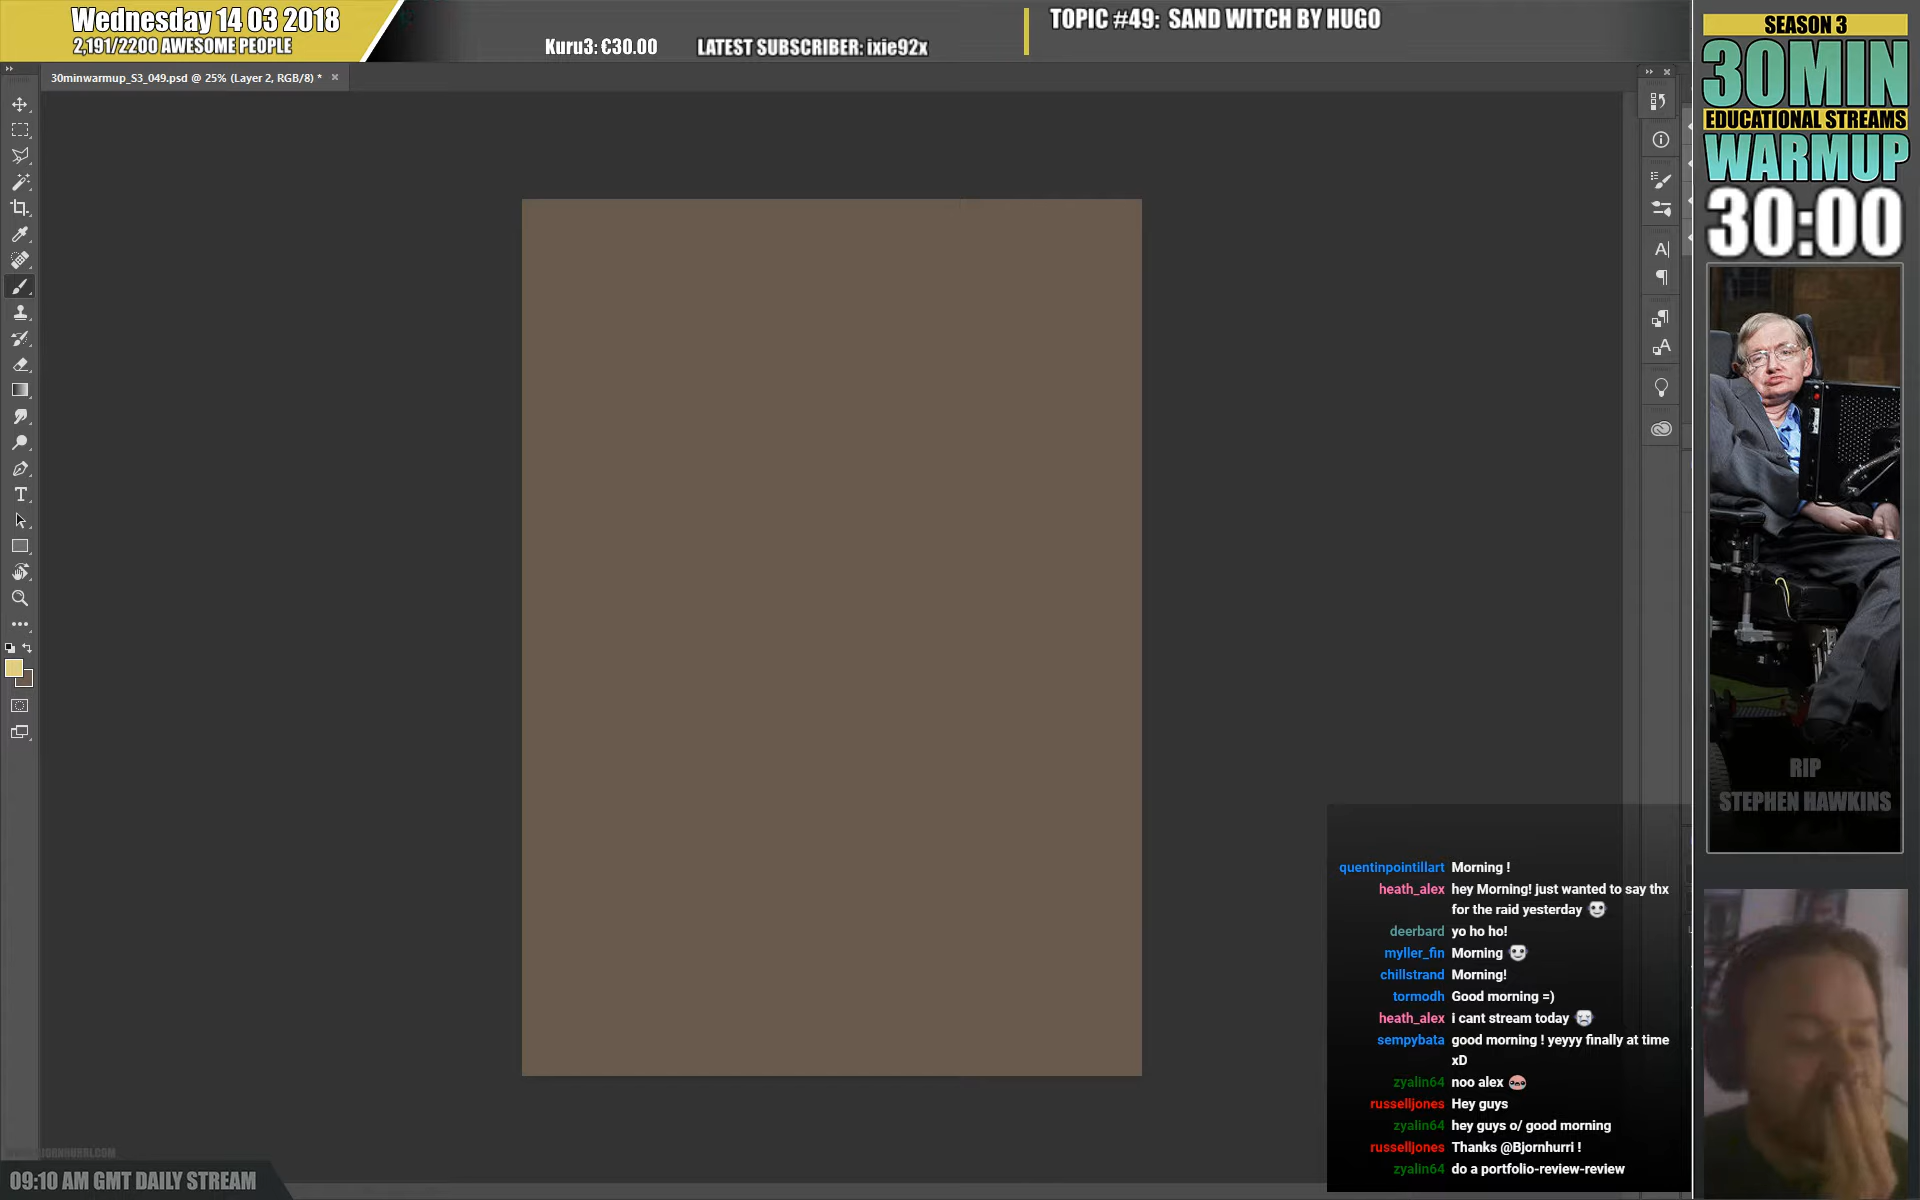 Wednesday 14 03 2018
2,191/2200 AWESOME PEOPLE
Kuru3: €30.00
LATEST SUBSCRIBER: ixie92x
TOPIC #49: SAND WITCH BY HUGO
SEASON 3
30MIN
EDUCATIONAL STREAMS
WARMUP
30:00
30minwarmup_S3_049.psd @ 25% (Layer 2, RGB/8) *
RIP
STEPHEN HAWKINS
quentinpointillart Morning !
heath_alex hey Morning! just wanted to say thx
for the raid yesterday
deerbard yo ho ho!
myller_fin Morning
chillstrand Morning!
tormodh Good morning =)
heath_alex i cant stream today
sempybata good morning ! yeyyy finally at time
xD
zyalin64 noo alex
russelljones Hey guys
zyalin64 hey guys o/ good morning
russelljones Thanks @Bjornhurri !
zyalin64 do a portfolio-review-review
09:10 AM GMT DAILY STREAM